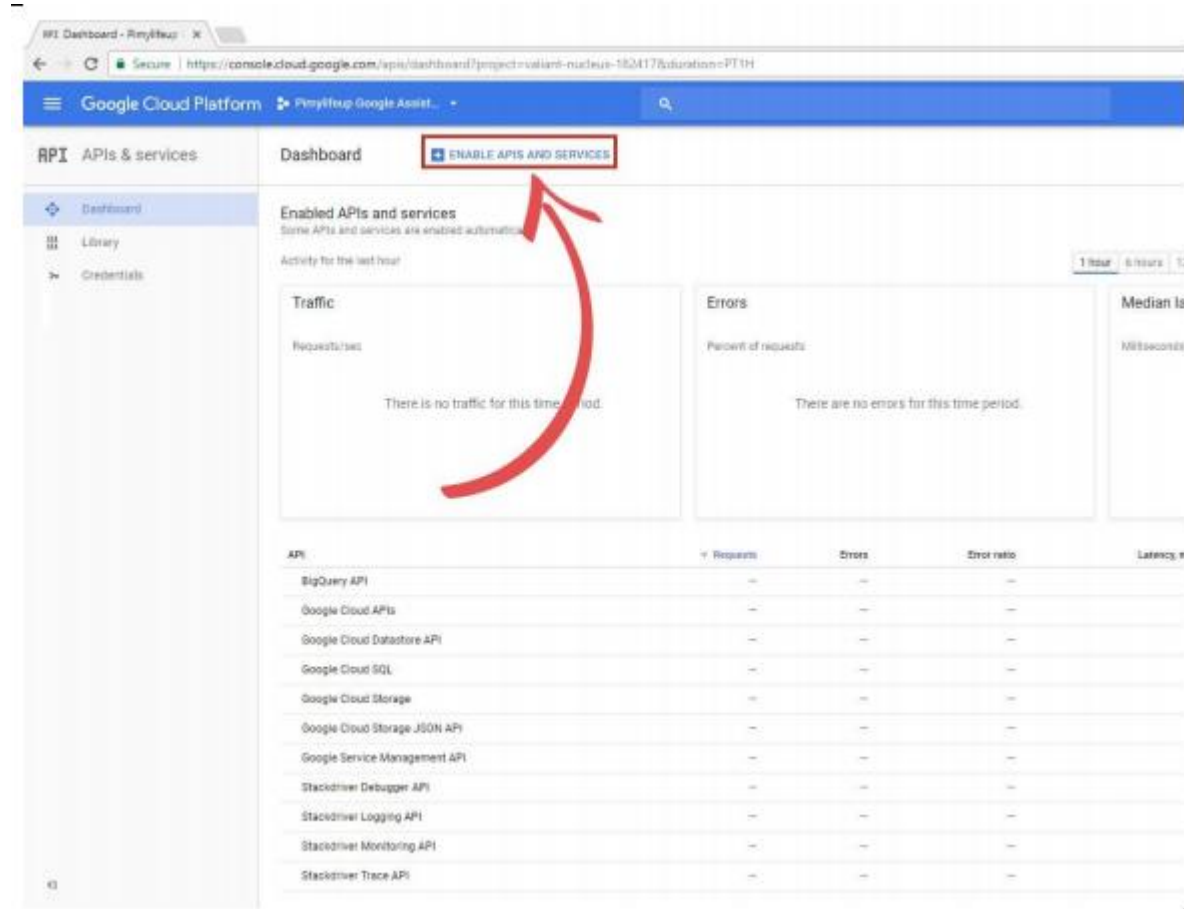 API Dashboard - Pimylifeup
Secure | https://console.cloud.google.com/apis/dashboard?project=valiant-nucleus-182417&duration=PT1H
Google Cloud Platform Pimylifeup Google Assist...
API APIs & services
Dashboard ENABLE APIS AND SERVICES
Dashboard
Library
Credentials
Enabled APIs and services
Some APIs and services are enabled
Activity for the last hour
1 hour 6 hours
Traffic
Requests/sec
There is no traffic for this time
Errors
Percent of requests
There are no errors for this time period.
Median
Milliseconds
API Requests Errors Error ratio Latency,
BigQuery API – – –
Google Cloud APIs – – –
Google Cloud Datastore API – – –
Google Cloud SQL – – –
Google Cloud Storage – – –
Google Cloud Storage JSON API – – –
Google Service Management API – – –
Stackdriver Debugger API – – –
Stackdriver Logging API – – –
Stackdriver Monitoring API – – –
Stackdriver Trace API – – –